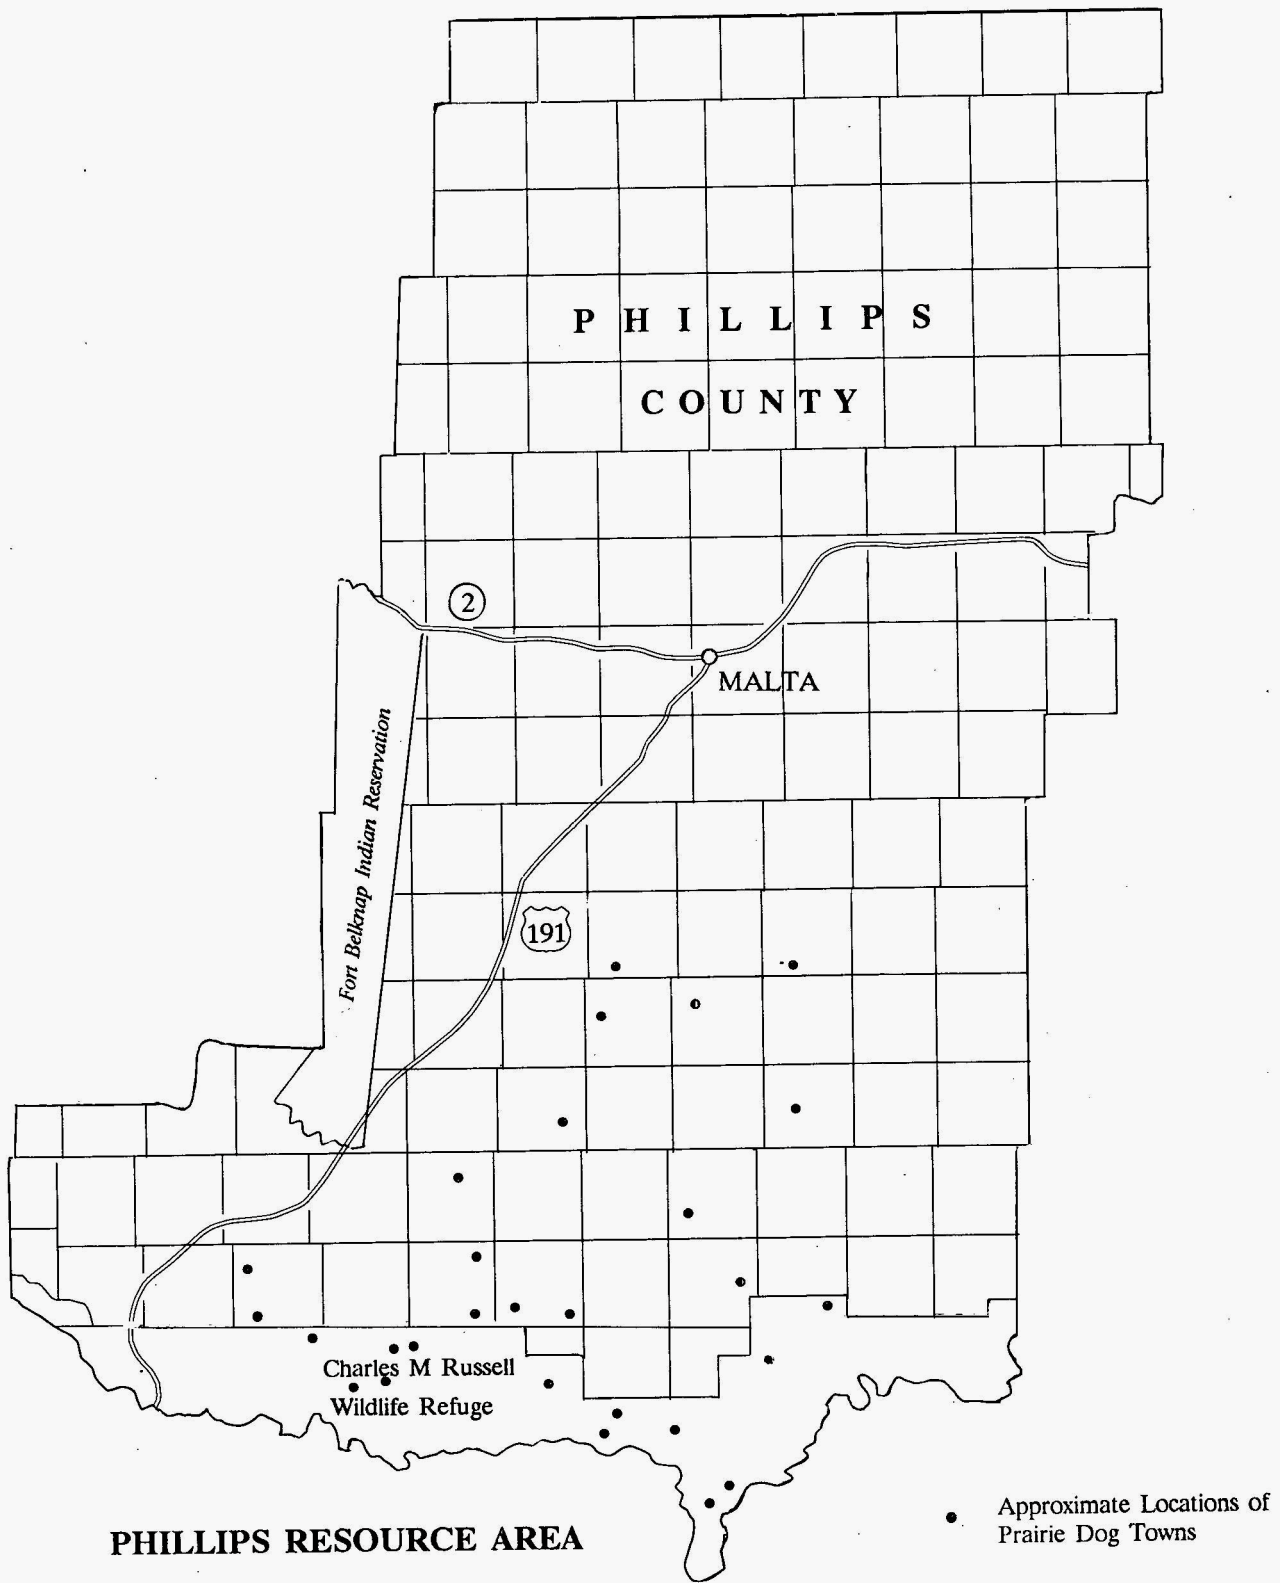 P H I L L I P S
C O U N T Y
2
MALTA
Fort Belknap Indian Reservation
191
Charles M Russell
Wildlife Refuge
PHILLIPS RESOURCE AREA
Approximate Locations of
Prairie Dog Towns